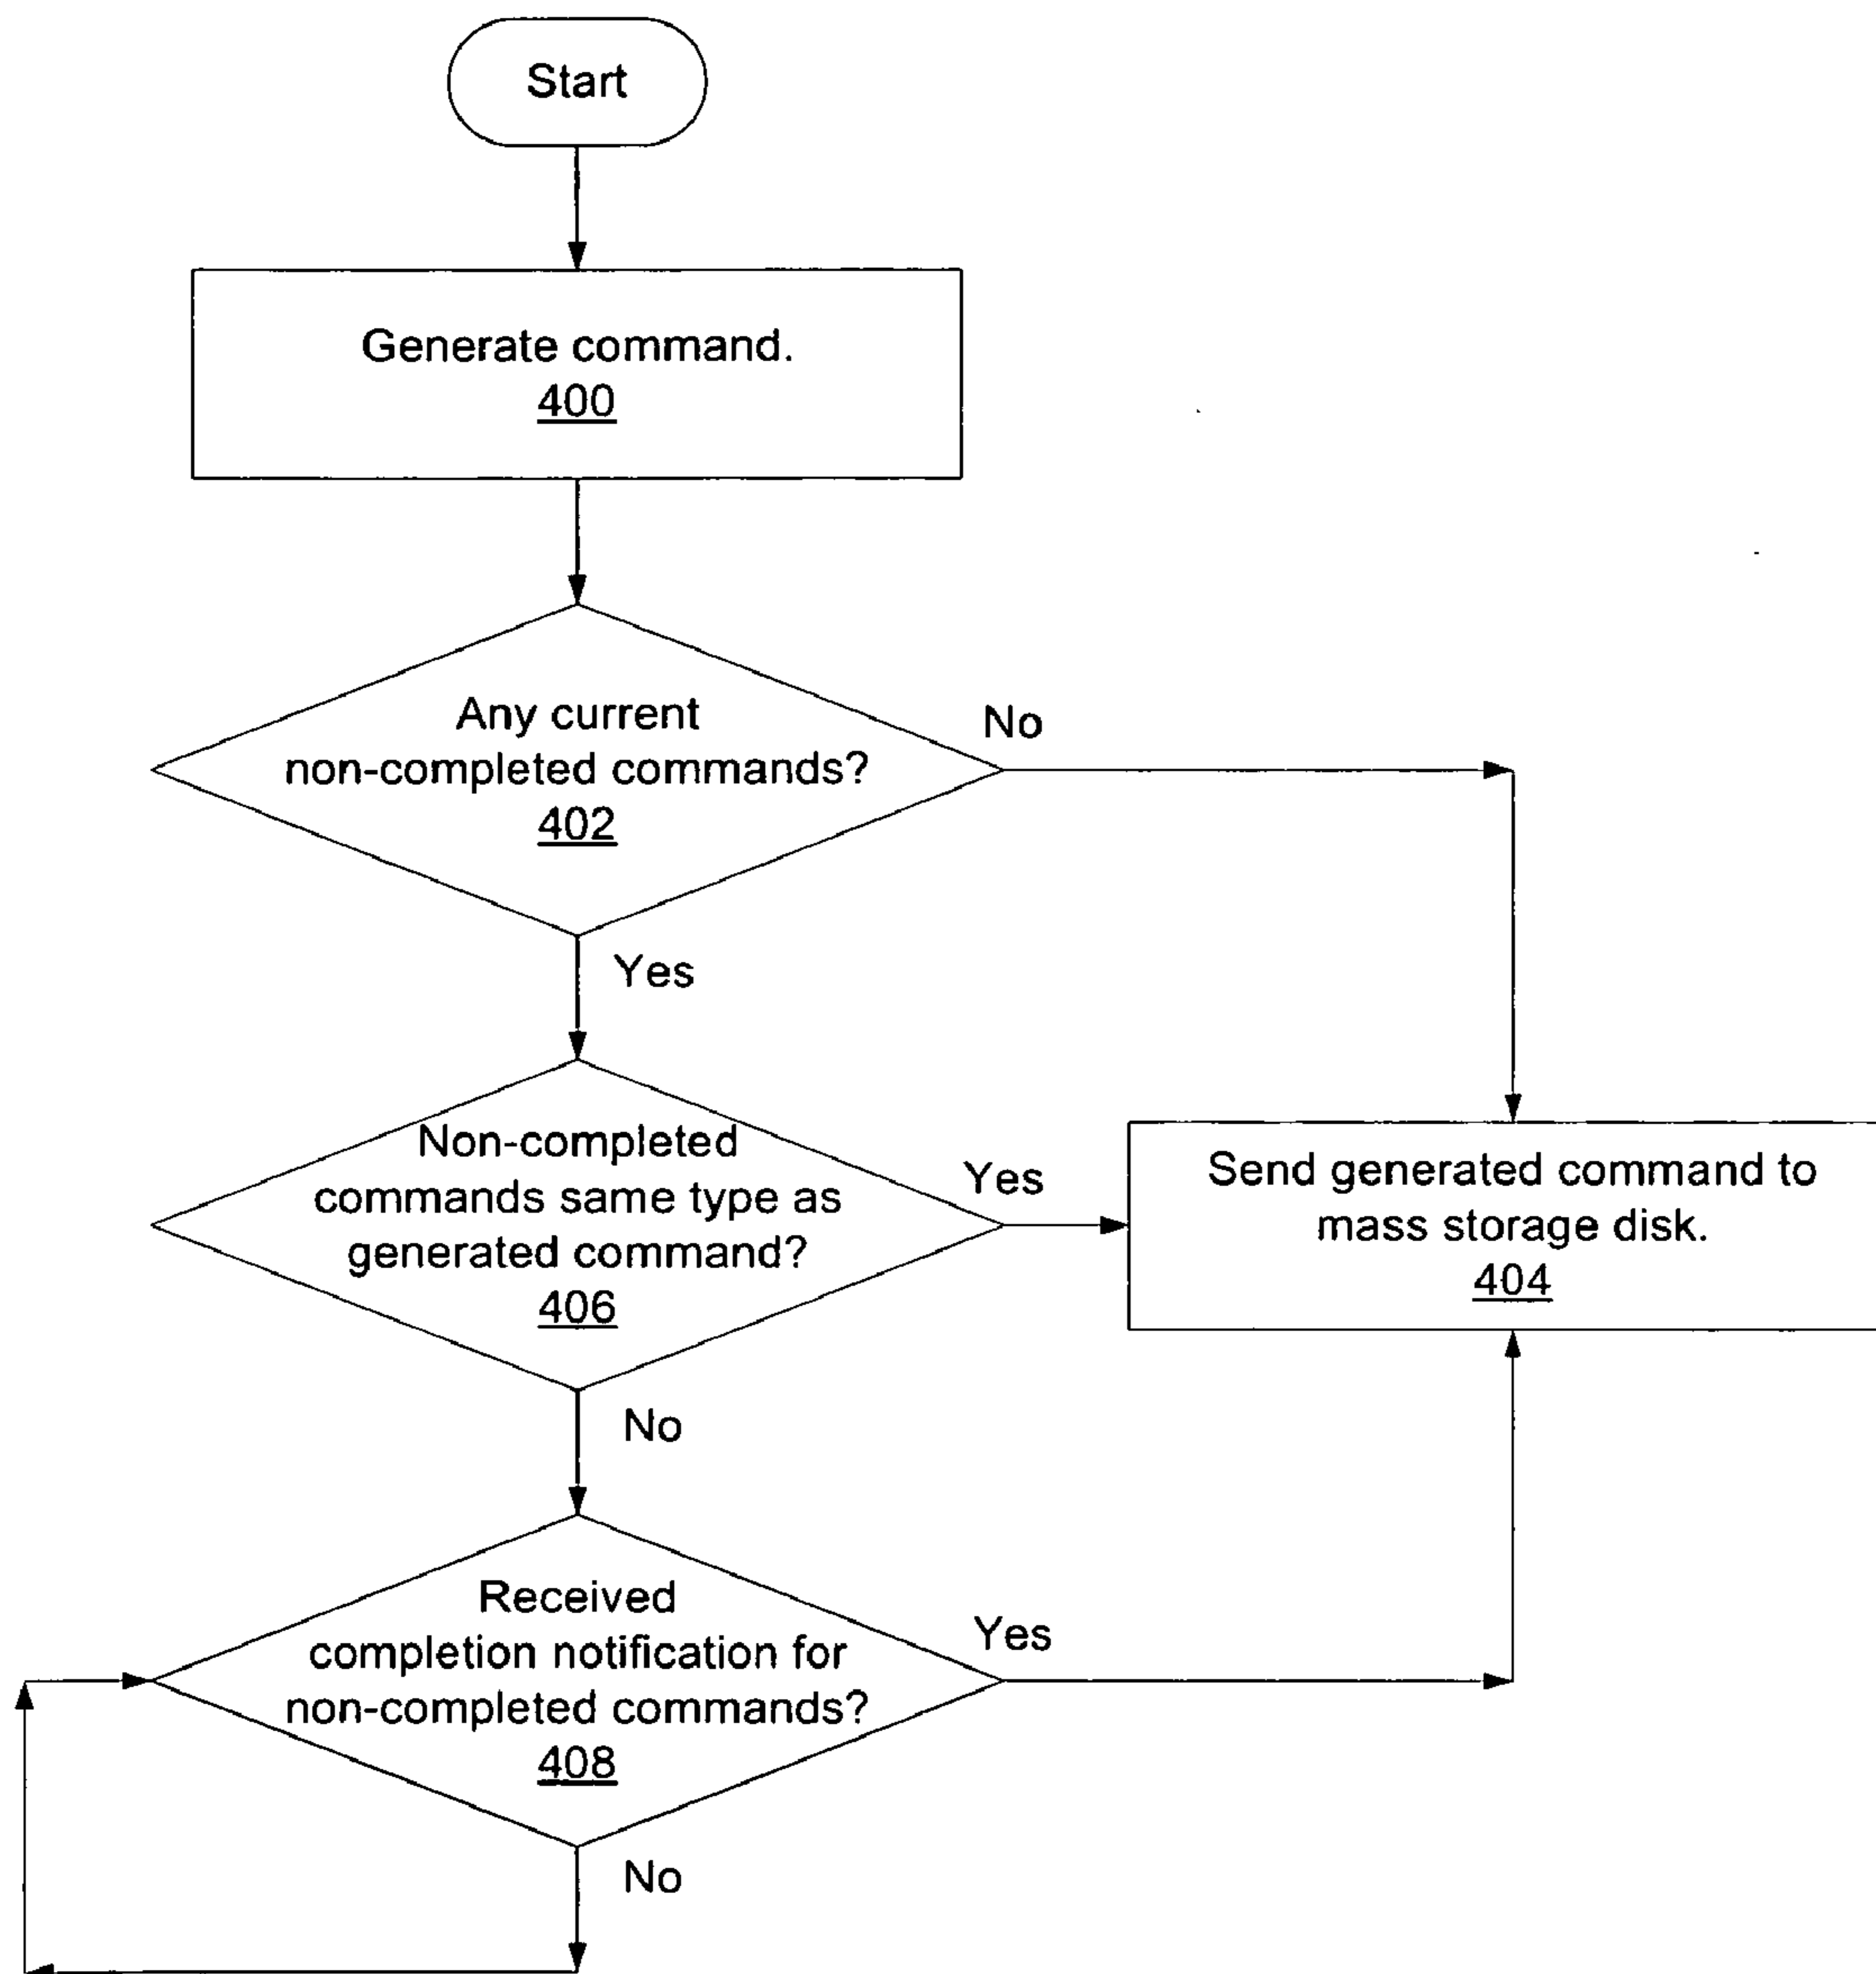 Start
Generate command.
400
Any current
non-completed commands?
402
No
Yes
Non-completed
commands same type as
generated command?
406
Yes
Send generated command to
mass storage disk.
404
No
Received
completion notification for
non-completed commands?
408
Yes
No